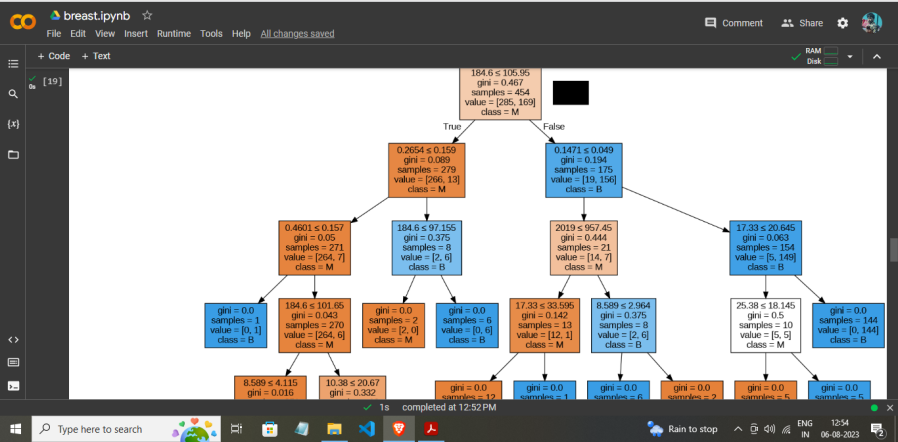 breast.ipynb
Comment
Share
File Edit View Insert Runtime Tools Help All changes saved
+ Code + Text
RAM
Disk
[19]
0s
{x}
184.6 ≤ 105.95
gini = 0.467
samples = 454
value = [285, 169]
class = M
True
False
0.2654 ≤ 0.159
gini = 0.089
samples = 279
value = [266, 13]
class = M
0.1471 ≤ 0.049
gini = 0.194
samples = 175
value = [19, 156]
class = B
0.4601 ≤ 0.157
gini = 0.05
samples = 271
value = [264, 7]
class = M
184.6 ≤ 97.155
gini = 0.375
samples = 8
value = [2, 6]
class = B
2019 ≤ 957.45
gini = 0.444
samples = 21
value = [14, 7]
class = M
17.33 ≤ 20.645
gini = 0.063
samples = 154
value = [5, 149]
class = B
gini = 0.0
samples = 1
value = [0, 1]
class = B
184.6 ≤ 101.65
gini = 0.043
samples = 270
value = [264, 6]
class = M
gini = 0.0
samples = 2
value = [2, 0]
class = M
gini = 0.0
samples = 6
value = [0, 6]
class = B
17.33 ≤ 33.595
gini = 0.142
samples = 13
value = [12, 1]
class = M
8.589 ≤ 2.964
gini = 0.375
samples = 8
value = [2, 6]
class = B
25.38 ≤ 18.145
gini = 0.5
samples = 10
value = [5, 5]
class = M
gini = 0.0
samples = 144
value = [0, 144]
class = B
8.589 ≤ 4.115
gini = 0.016
10.38 ≤ 20.67
gini = 0.332
gini = 0.0
samples = 12
gini = 0.0
samples = 1
gini = 0.0
samples = 6
gini = 0.0
samples = 2
gini = 0.0
samples = 5
gini = 0.0
samples = 5
1s completed at 12:52 PM
Type here to search
Rain to stop
ENG
IN
12:54
06-08-2023
2